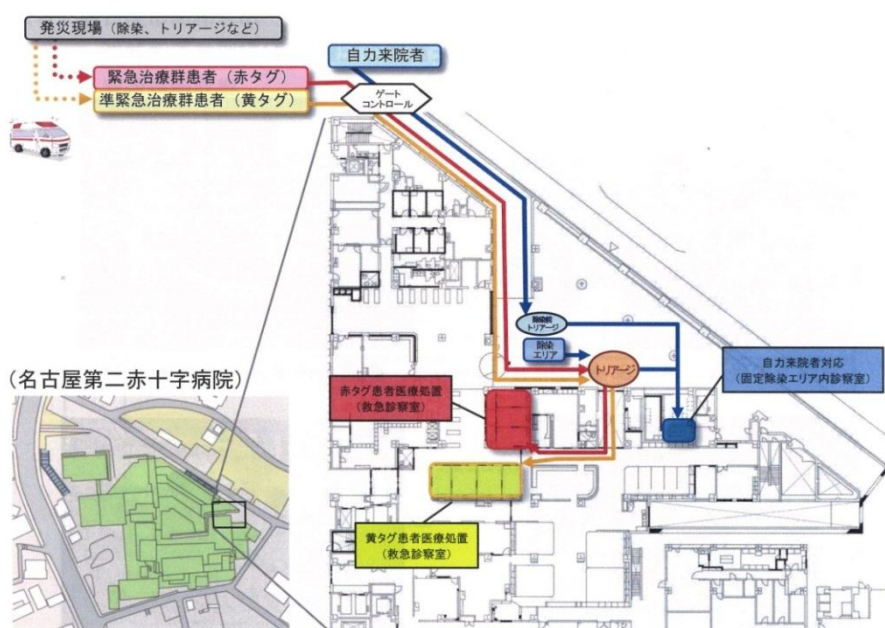 発災現場（除染、トリアージなど）
自力来院者
緊急治療群患者（赤タグ）
準緊急治療群患者（黄タグ）
ゲート
コントロール
除染前
トリアージ
除染
エリア
トリアージ
自力来院者対応
（固定除染エリア内診察室）
（名古屋第二赤十字病院）
赤タグ患者医療処置
（救急診察室）
黄タグ患者医療処置
（救急診察室）